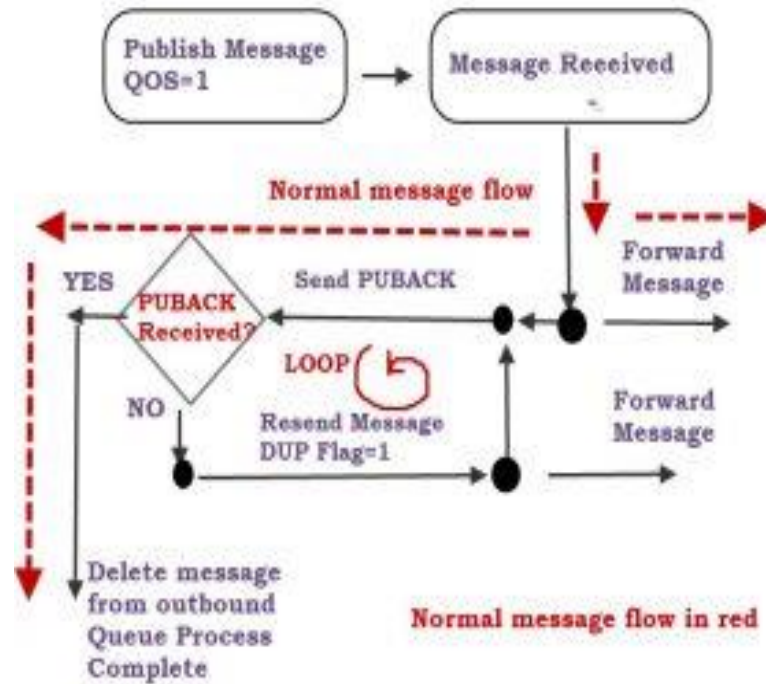 Publish Message
QOS=1
Message Received
Normal message flow
Forward
Message
YES
Send PUBACK
PUBACK
Received?
LOOP
NO
Resend Message
DUP Flag=1
Forward
Message
Delete message
from outbound
Queue Process
Complete
Normal message flow in red